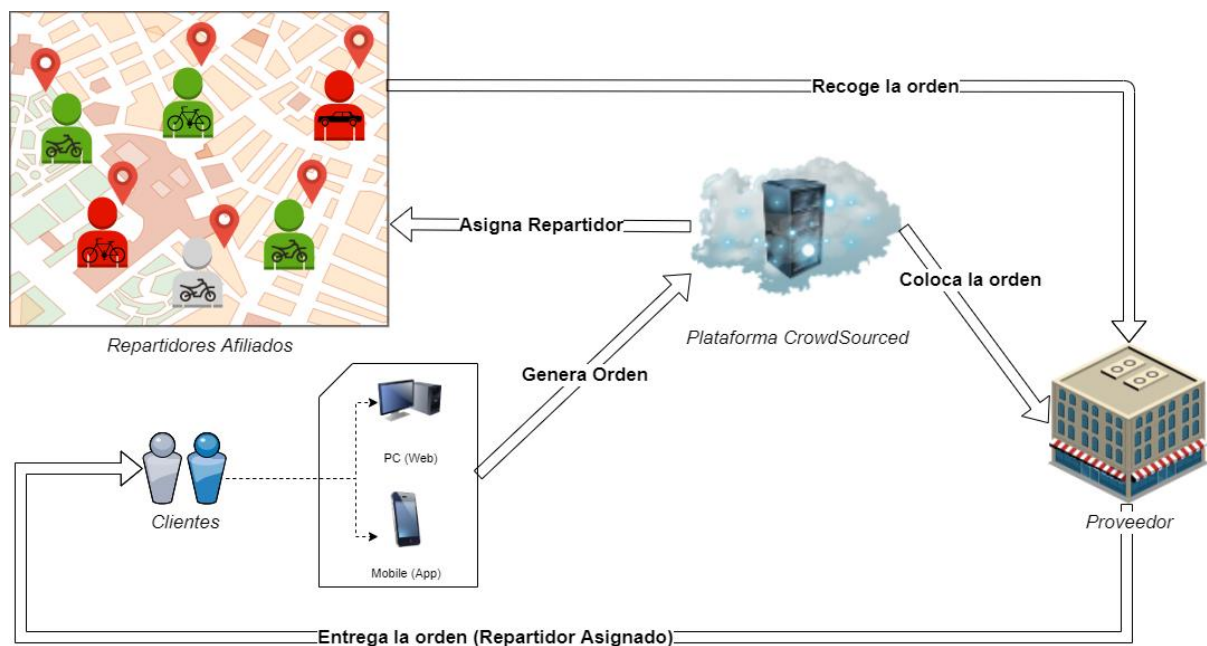 Recoge la orden
Asigna Repartidor
Coloca la orden
Repartidores Afiliados
Plataforma CrowdSourced
Genera Orden
PC (Web)
Clientes
Proveedor
Mobile (App)
Entrega la orden (Repartidor Asignado)